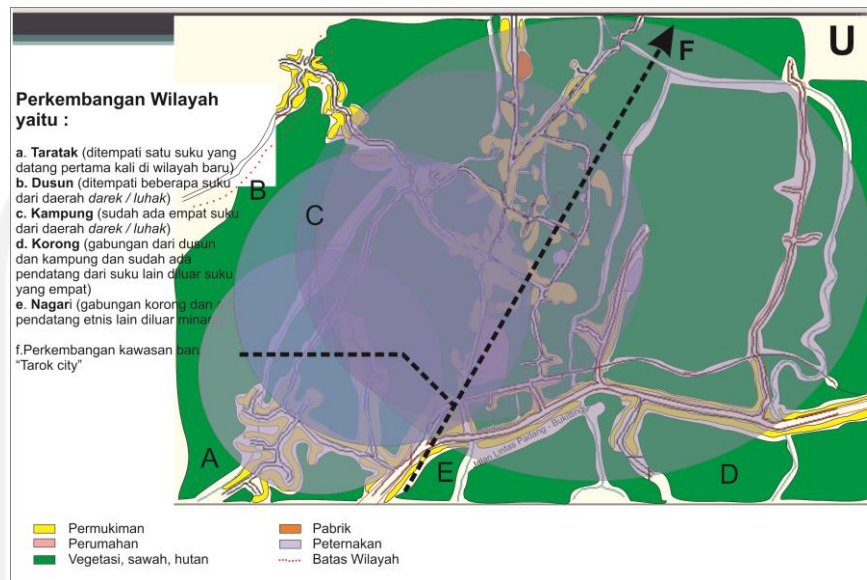 U
F
Perkembangan Wilayah
yaitu :
a. Taratak (ditempati satu suku yang
datang pertama kali di wilayah baru)
b. Dusun (ditempati beberapa suku
dari daerah darek / luhak)
c. Kampung (sudah ada empat suku
dari daerah darek / luhak)
d. Korong (gabungan dari dusun
dan kampung dan sudah ada
pendatang dari suku lain diluar suku
yang empat)
e. Nagari (gabungan korong dan
pendatang etnis lain diluar
f.Perkembangan kawasan baru
“Tarok city”
B
C
A
E
D
Jalan Lintas Padang - Bukittinggi
Permukiman
Perumahan
Vegetasi, sawah, hutan
Pabrik
Peternakan
Batas Wilayah